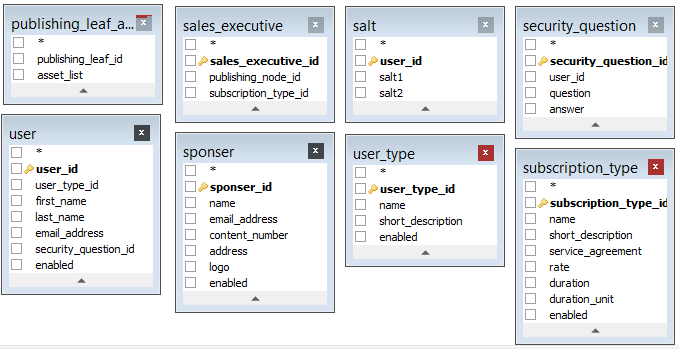 publishing_leaf_a...
*
publishing_leaf_id
asset_list
sales_executive
*
sales_executive_id
publishing_node_id
subscription_type_id
salt
*
user_id
salt1
salt2
security_question
*
security_question_id
user_id
question
answer
user
*
user_id
user_type_id
first_name
last_name
email_address
security_question_id
enabled
sponser
*
sponser_id
name
email_address
content_number
address
logo
enabled
user_type
*
user_type_id
name
short_description
enabled
subscription_type
*
subscription_type_id
name
short_description
service_agreement
rate
duration
duration_unit
enabled